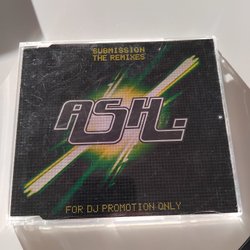 SUBMISSION
THE REMIXES
ASH.
FOR DJ PROMOTION ONLY